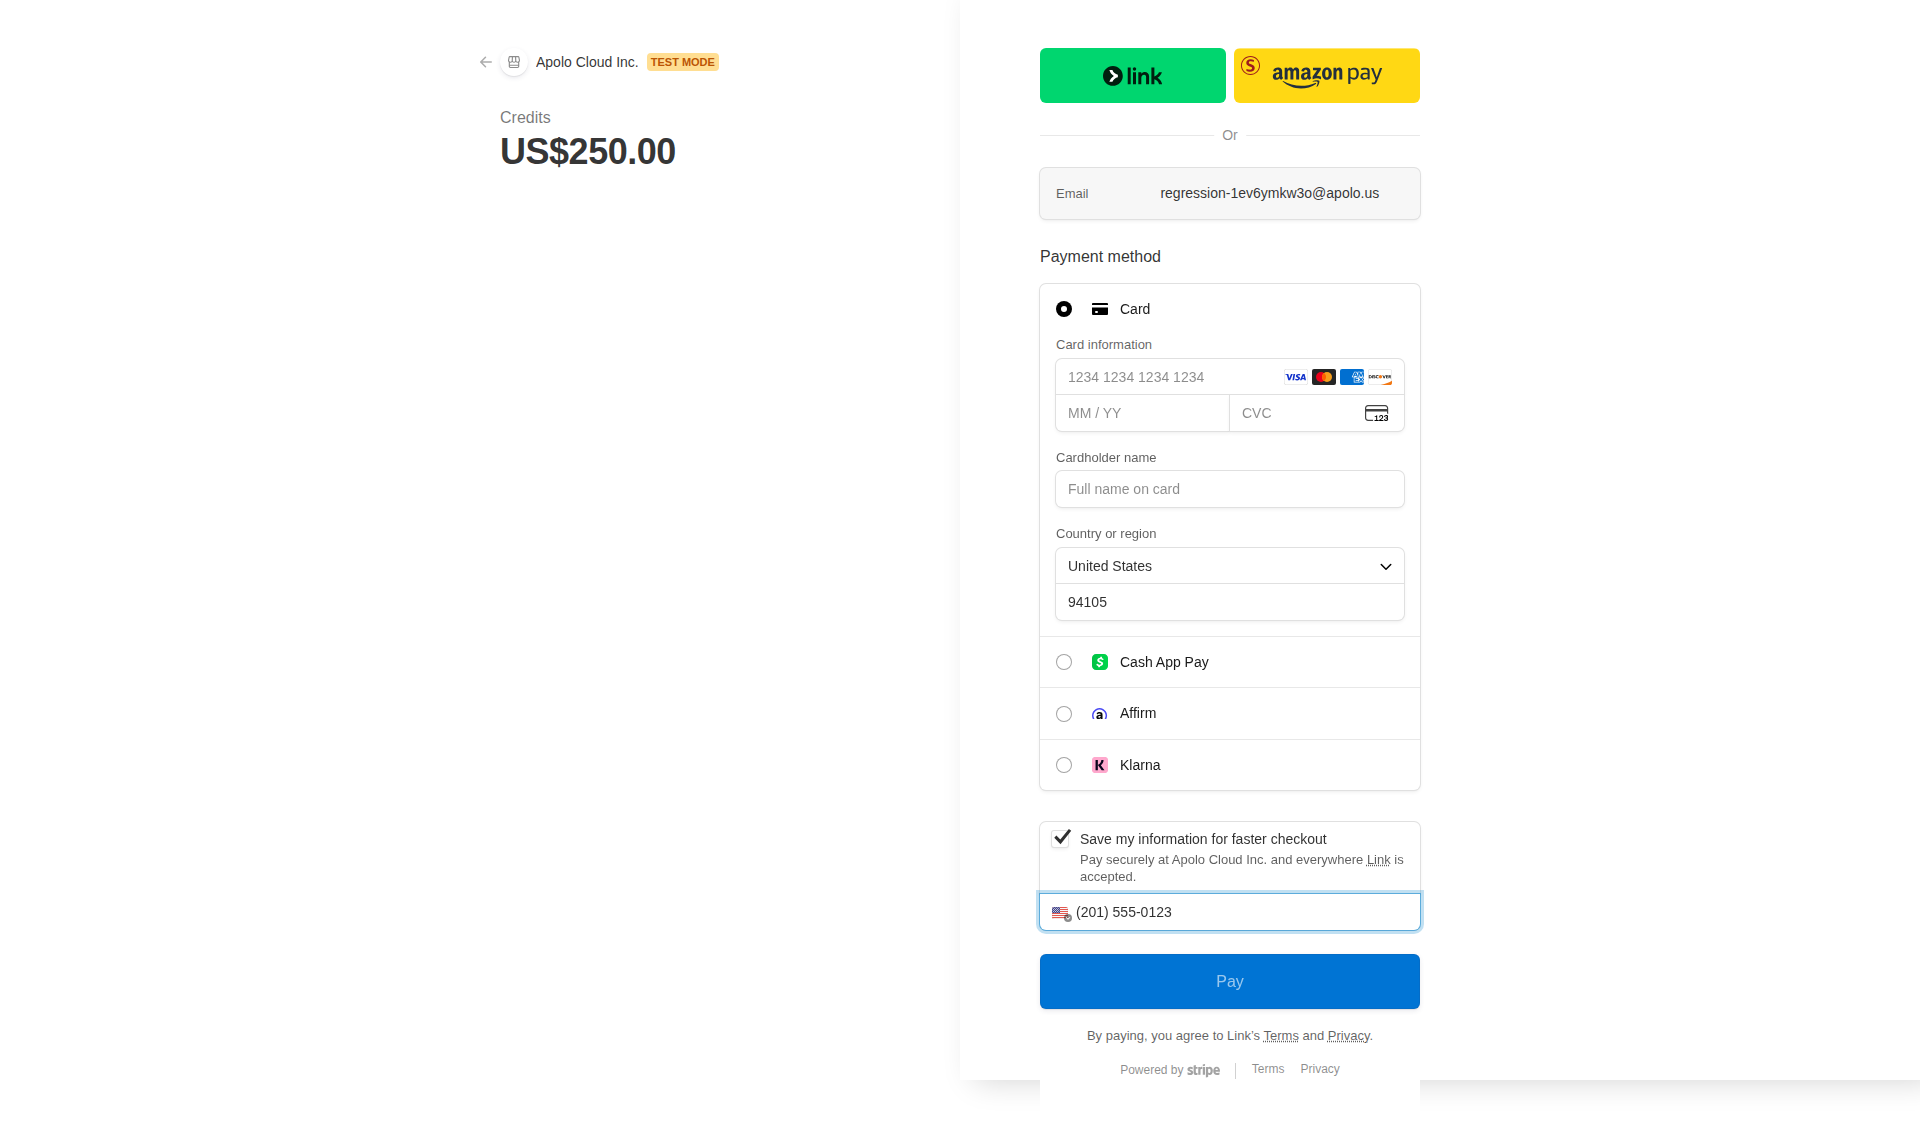 Apolo Cloud Inc. TEST MODE
Credits
US$250.00
link
amazon pay
Or
Email regression-1ev6ymkw3o@apolo.us
Payment method
Card
Card information
1234 1234 1234 1234 VISA AMEX DISCOVER
MM / YY CVC 123
Cardholder name
Full name on card
Country or region
United States
94105
Cash App Pay
Affirm
Klarna
Save my information for faster checkout
Pay securely at Apolo Cloud Inc. and everywhere Link is
accepted.
(201) 555-0123
Pay
By paying, you agree to Link’s Terms and Privacy.
Powered by stripe Terms Privacy